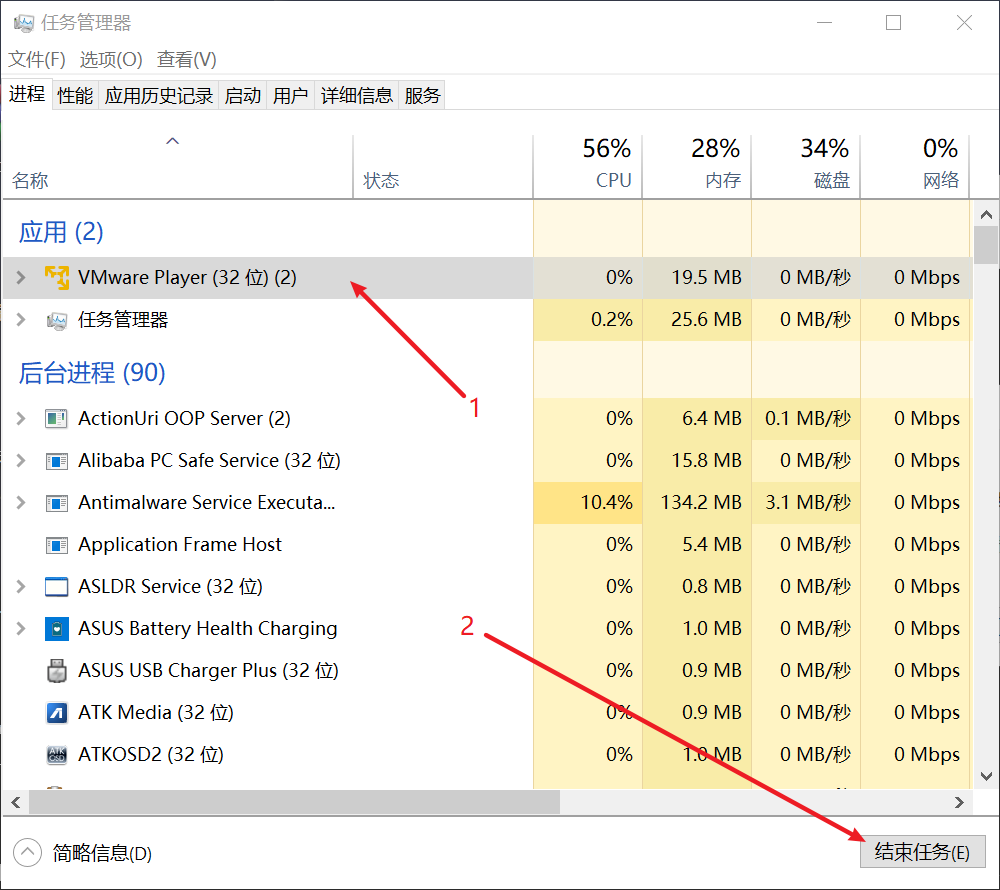 任务管理器
文件(F) 选项(O) 查看(V)
进程 性能 应用历史记录 启动 用户 详细信息 服务
56% 28% 34% 0%
名称 状态 CPU 内存 磁盘 网络
应用 (2)
VMware Player (32 位) (2) 0% 19.5 MB 0 MB/秒 0 Mbps
任务管理器 0.2% 25.6 MB 0 MB/秒 0 Mbps
后台进程 (90)
1
ActionUri OOP Server (2) 0% 6.4 MB 0.1 MB/秒 0 Mbps
Alibaba PC Safe Service (32 位) 0% 15.8 MB 0 MB/秒 0 Mbps
Antimalware Service Executa... 10.4% 134.2 MB 3.1 MB/秒 0 Mbps
Application Frame Host 0% 5.4 MB 0 MB/秒 0 Mbps
ASLDR Service (32 位) 0% 0.8 MB 0 MB/秒 0 Mbps
ASUS Battery Health Charging 0% 1.0 MB 0 MB/秒 0 Mbps
2
ASUS USB Charger Plus (32 位) 0% 0.9 MB 0 MB/秒 0 Mbps
ATK Media (32 位) 0% 0.9 MB 0 MB/秒 0 Mbps
ATKOSD2 (32 位) 0% 1.0 MB 0 MB/秒 0 Mbps
简略信息(D) 结束任务(E)